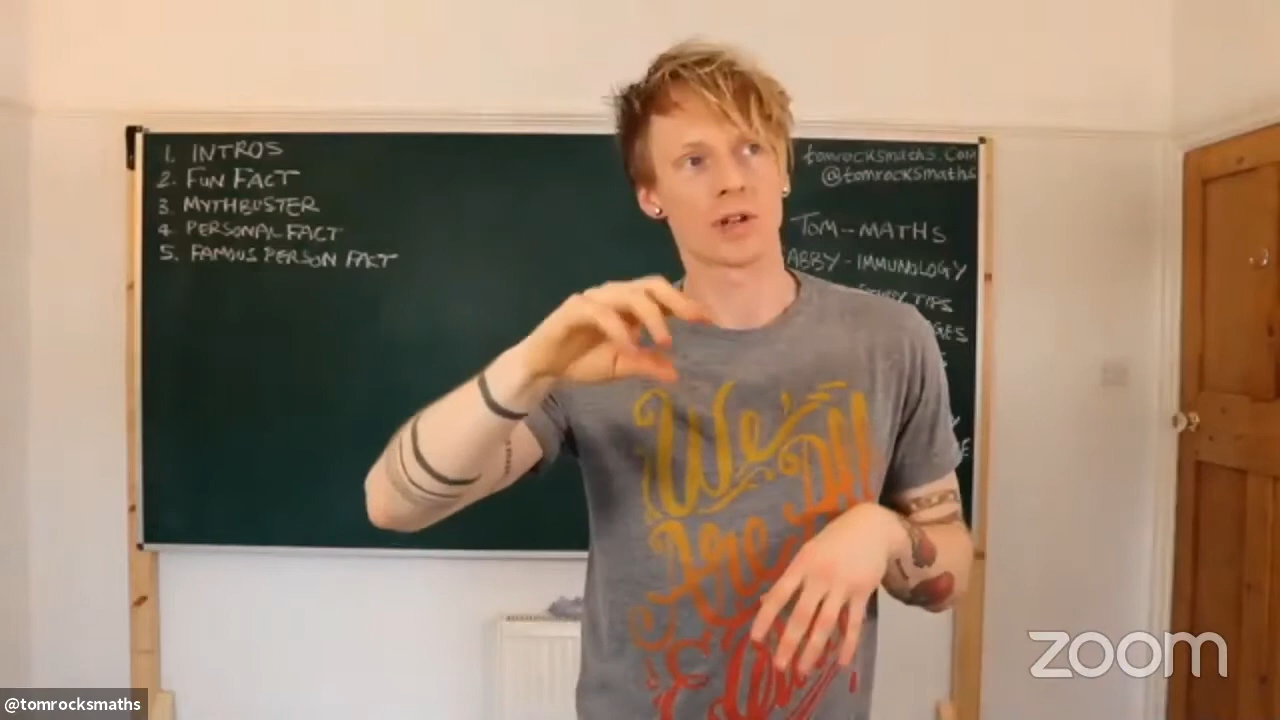 1. INTROS
2. FUN FACT
3. MYTHBUSTER
4. PERSONAL FACT
5. FAMOUS PERSON FACT
tomrocksmaths.com
@tomrocksmaths
TOM - MATHS
ABBY - IMMUNOLOGY
TIPS
We
Are All
zoom
@tomrocksmaths